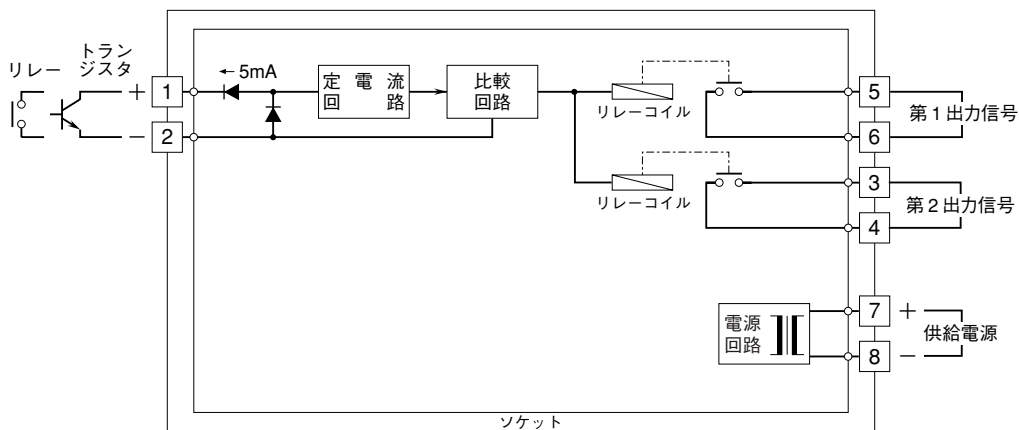 リレー
トラン
ジスタ
+
−
1
2
← 5mA
定電流
回路
比較
回路
リレーコイル
リレーコイル
5
6
第1出力信号
3
4
第2出力信号
電源
回路
7
8
+
−
供給電源
ソケット